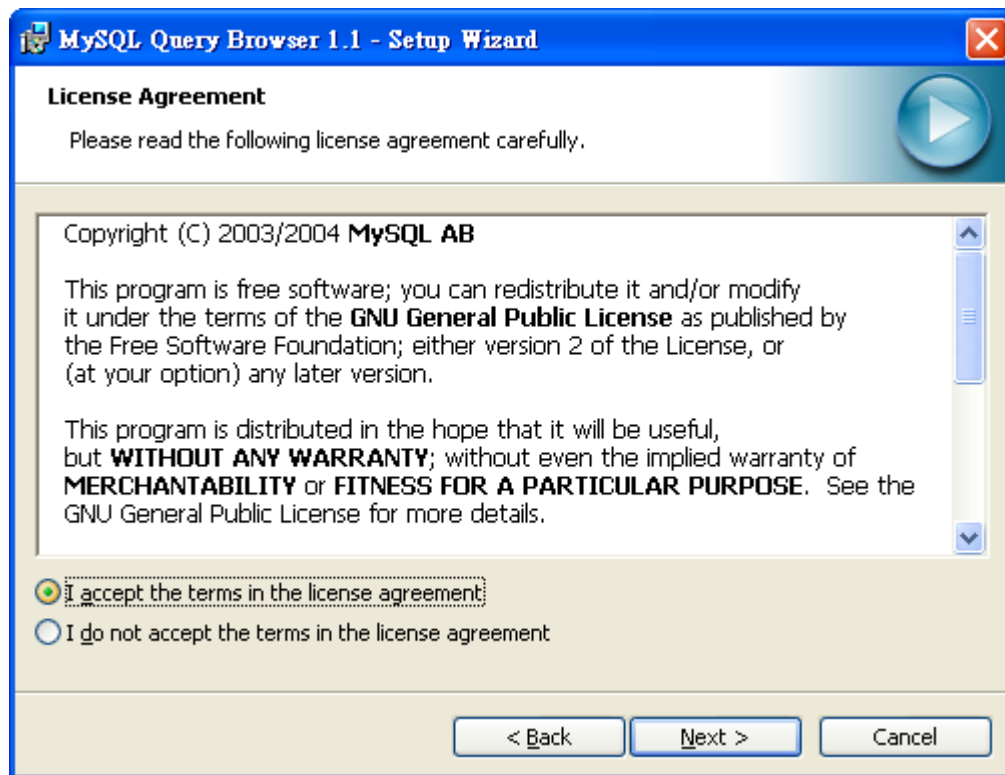 MySQL Query Browser 1.1 - Setup Wizard
License Agreement
Please read the following license agreement carefully.
Copyright (C) 2003/2004 MySQL AB
This program is free software; you can redistribute it and/or modify
it under the terms of the GNU General Public License as published by
the Free Software Foundation; either version 2 of the License, or
(at your option) any later version.
This program is distributed in the hope that it will be useful,
but WITHOUT ANY WARRANTY; without even the implied warranty of
MERCHANTABILITY or FITNESS FOR A PARTICULAR PURPOSE.  See the
GNU General Public License for more details.
I accept the terms in the license agreement
I do not accept the terms in the license agreement
< Back Next > Cancel